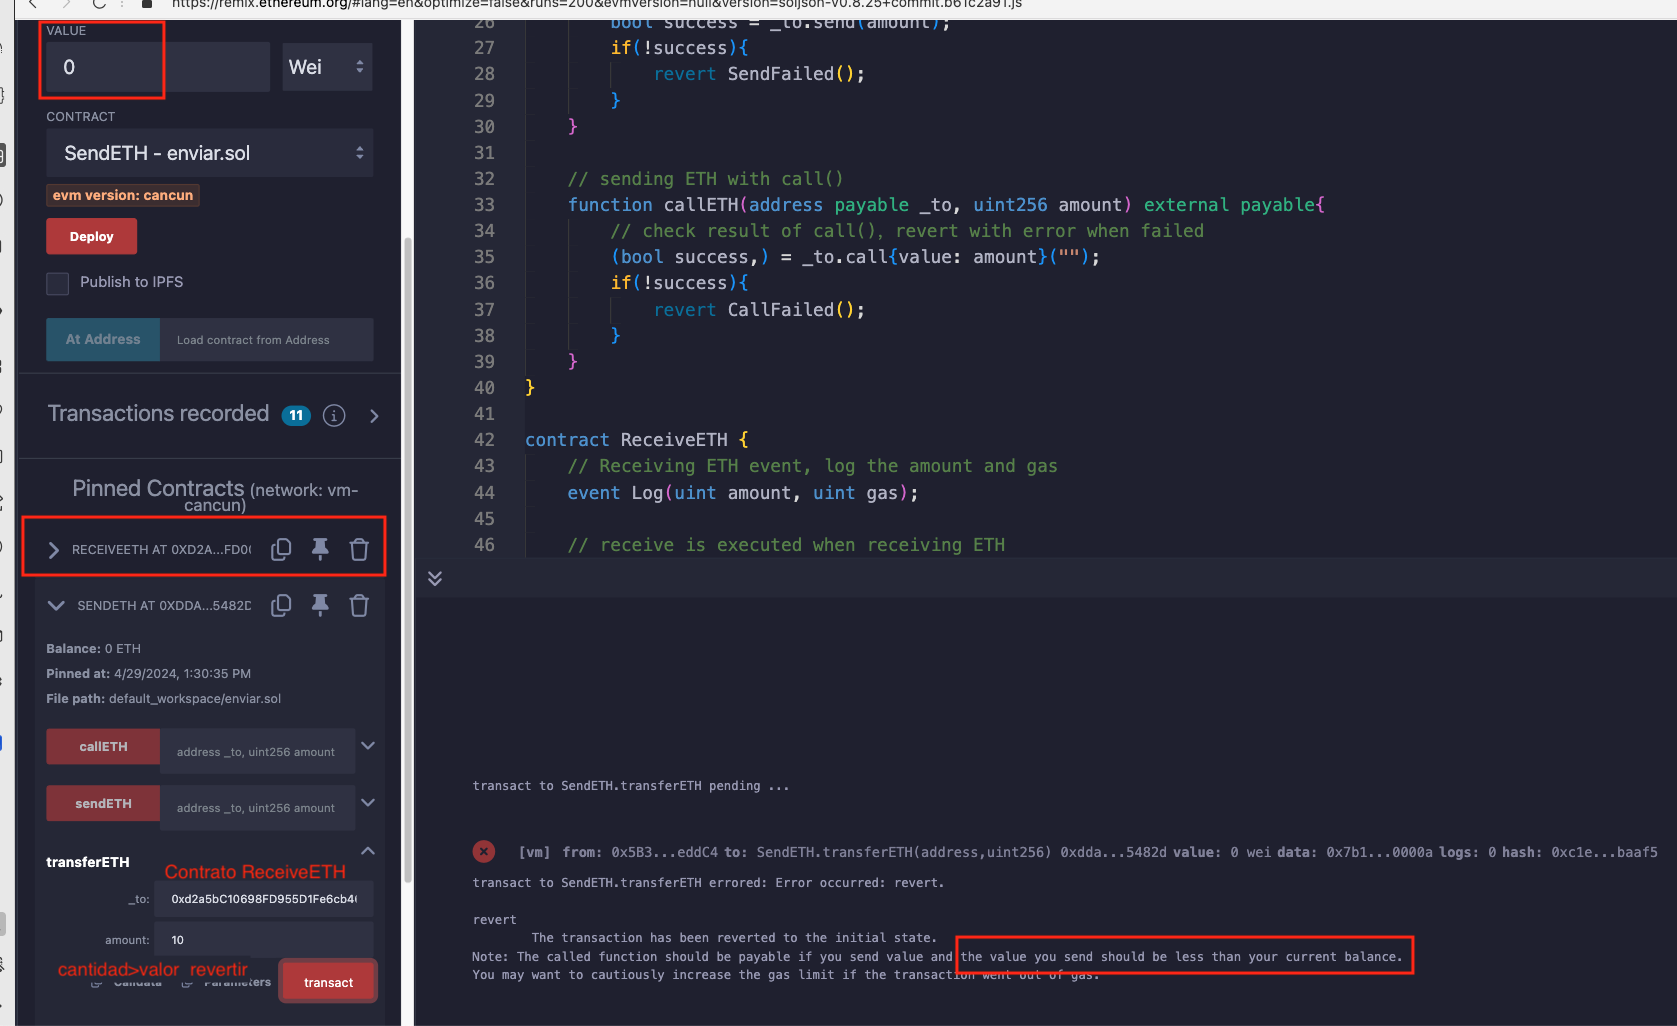 https://remix.ethereum.org/#lang=en&optimize=false&runs=200&evmVersion=null&version=soljson-v0.8.25+commit.b61c2a91.js
VALUE
0
Wei
CONTRACT
SendETH - enviar.sol
evm version: cancun
Deploy
Publish to IPFS
At Address
Load contract from Address
Transactions recorded 11
Pinned Contracts (network: vm-
cancun)
RECEIVEETH AT 0XD2A...FD0(
SENDETH AT 0XDDA...5482D
Balance: 0 ETH
Pinned at: 4/29/2024, 1:30:35 PM
File path: default_workspace/enviar.sol
callETH
address _to, uint256 amount
sendETH
address _to, uint256 amount
transferETH
Contrato ReceiveETH
_to:
0xd2a5bC10698FD955D1Fe6cb4
amount:
10
cantidad>valor revertir
Calldata
Parameters
transact
26 bool success = _to.send(amount);
27 if(!success){
28 revert SendFailed();
29 }
30 }
31
32 // sending ETH with call()
33 function callETH(address payable _to, uint256 amount) external payable{
34 // check result of call(), revert with error when failed
35 (bool success,) = _to.call{value: amount}("");
36 if(!success){
37 revert CallFailed();
38 }
39 }
40 }
41
42 contract ReceiveETH {
43 // Receiving ETH event, log the amount and gas
44 event Log(uint amount, uint gas);
45
46 // receive is executed when receiving ETH
transact to SendETH.transferETH pending ...
[vm] from: 0x5B3...eddC4 to: SendETH.transferETH(address,uint256) 0xdda...5482d value: 0 wei data: 0x7b1...0000a logs: 0 hash: 0xc1e...baaf5
transact to SendETH.transferETH errored: Error occurred: revert.
revert
The transaction has been reverted to the initial state.
Note: The called function should be payable if you send value and the value you send should be less than your current balance.
You may want to cautiously increase the gas limit if the transaction went out of gas.